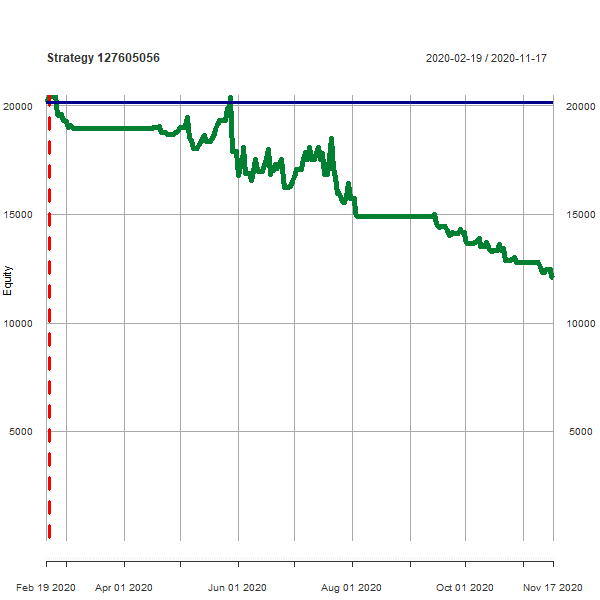 Strategy 127605056
2020-02-19 / 2020-11-17
20000
20000
15000
15000
Equity
10000
10000
5000
5000
Feb 19 2020
Apr 01 2020
Jun 01 2020
Aug 01 2020
Oct 01 2020
Nov 17 2020